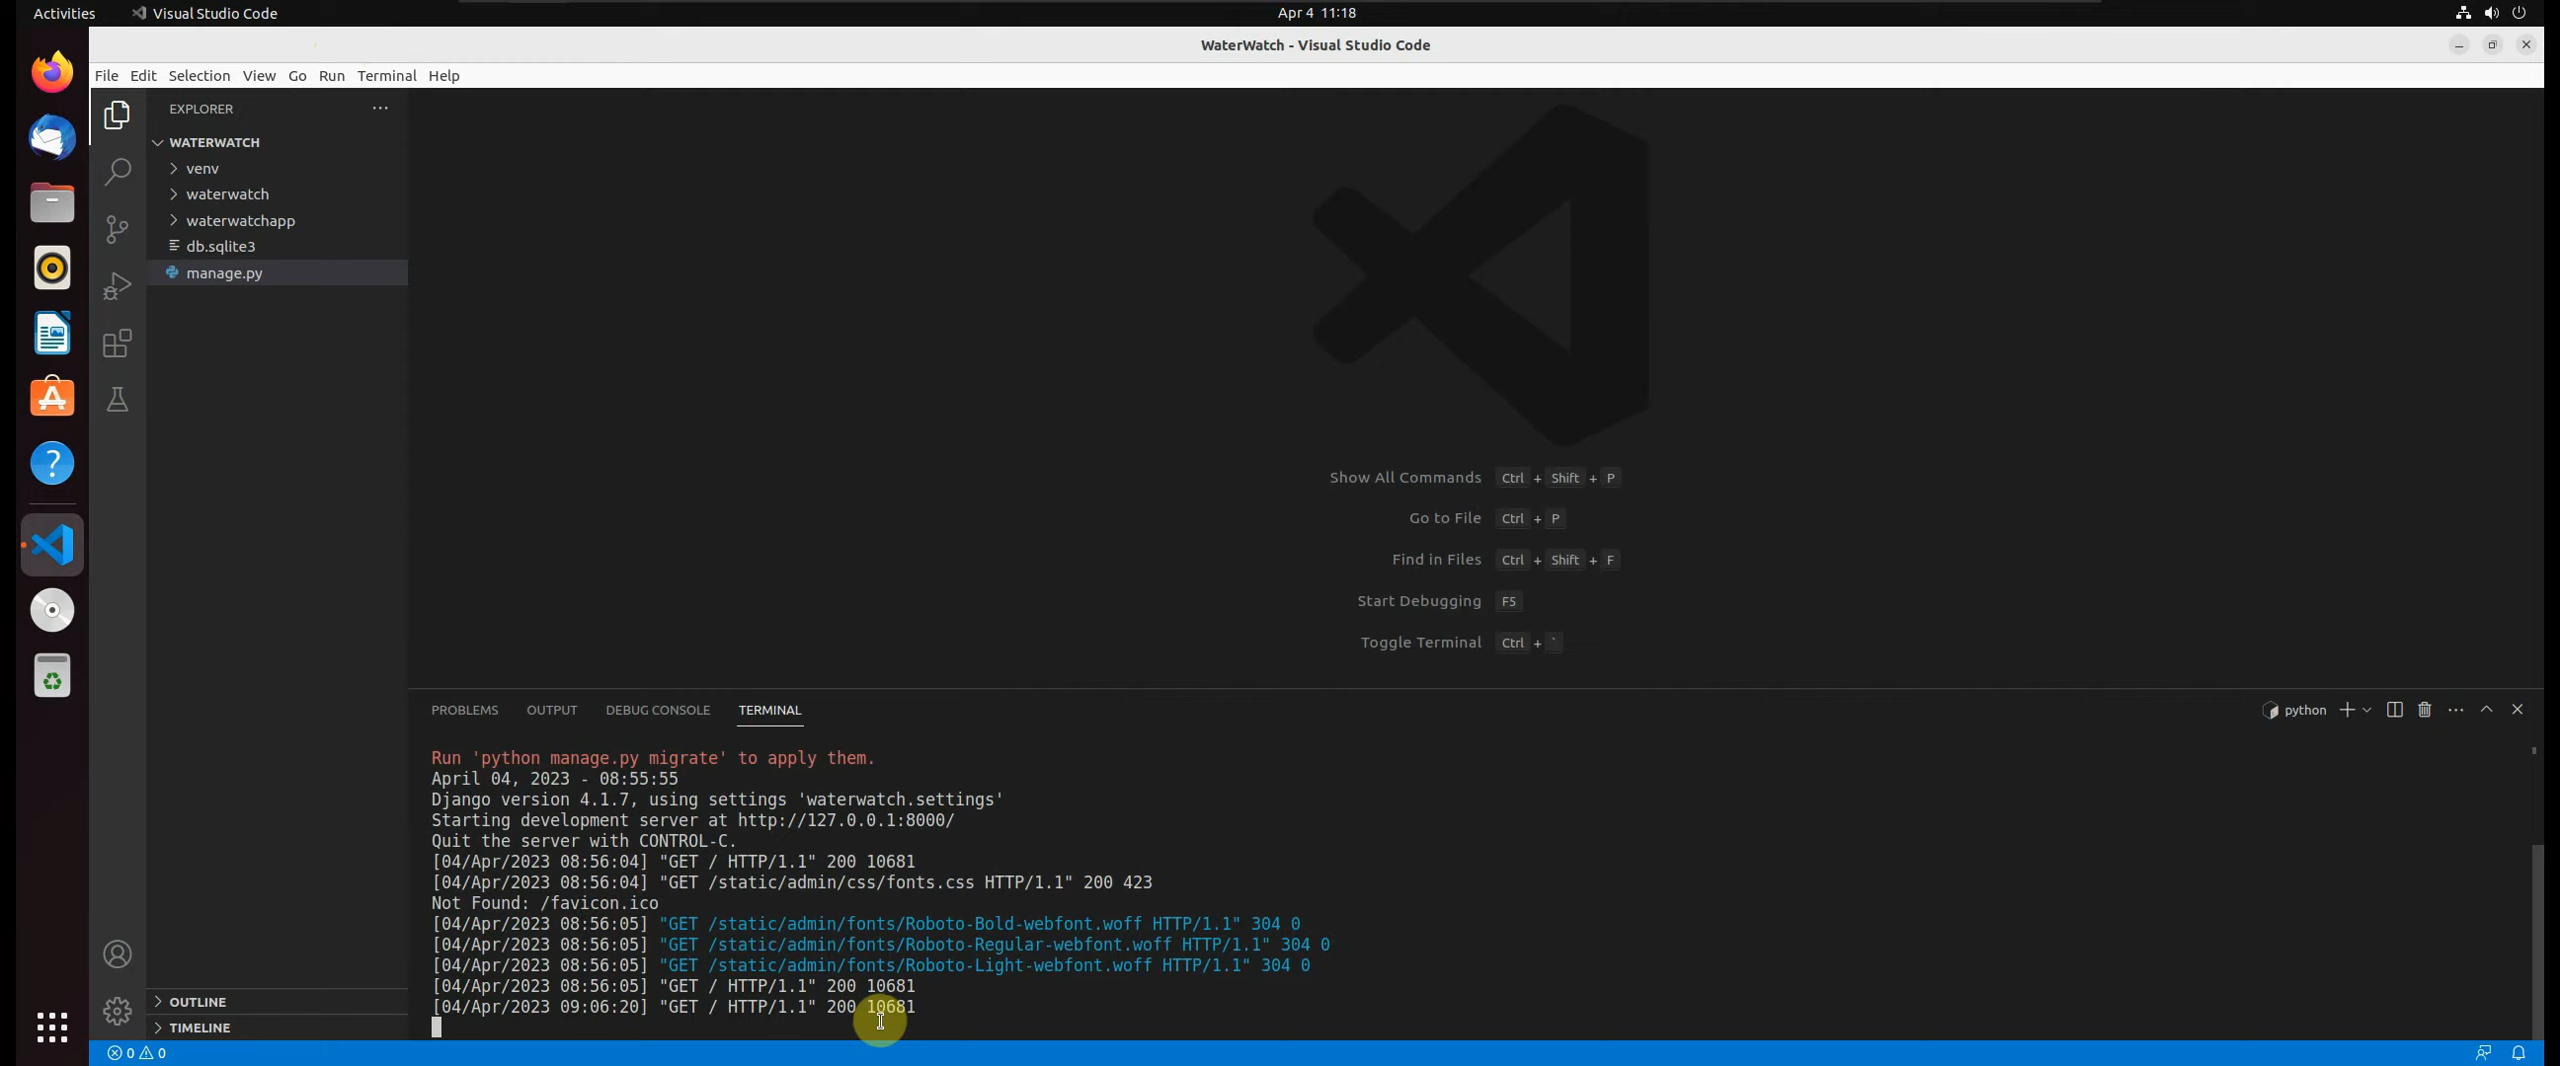 Activities
Visual Studio Code
Apr 4 11:18
WaterWatch - Visual Studio Code
File Edit Selection View Go Run Terminal Help
EXPLORER
WATERWATCH
venv
waterwatch
waterwatchapp
db.sqlite3
manage.py
Show All Commands Ctrl + Shift + P
Go to File Ctrl + P
Find in Files Ctrl + Shift + F
Start Debugging F5
Toggle Terminal Ctrl + `
PROBLEMS OUTPUT DEBUG CONSOLE TERMINAL
python
Run 'python manage.py migrate' to apply them.
April 04, 2023 - 08:55:55
Django version 4.1.7, using settings 'waterwatch.settings'
Starting development server at http://127.0.0.1:8000/
Quit the server with CONTROL-C.
[04/Apr/2023 08:56:04] "GET / HTTP/1.1" 200 10681
[04/Apr/2023 08:56:04] "GET /static/admin/css/fonts.css HTTP/1.1" 200 423
Not Found: /favicon.ico
[04/Apr/2023 08:56:05] "GET /static/admin/fonts/Roboto-Bold-webfont.woff HTTP/1.1" 304 0
[04/Apr/2023 08:56:05] "GET /static/admin/fonts/Roboto-Regular-webfont.woff HTTP/1.1" 304 0
[04/Apr/2023 08:56:05] "GET /static/admin/fonts/Roboto-Light-webfont.woff HTTP/1.1" 304 0
[04/Apr/2023 08:56:05] "GET / HTTP/1.1" 200 10681
[04/Apr/2023 09:06:20] "GET / HTTP/1.1" 200 10681
OUTLINE
TIMELINE
0 0